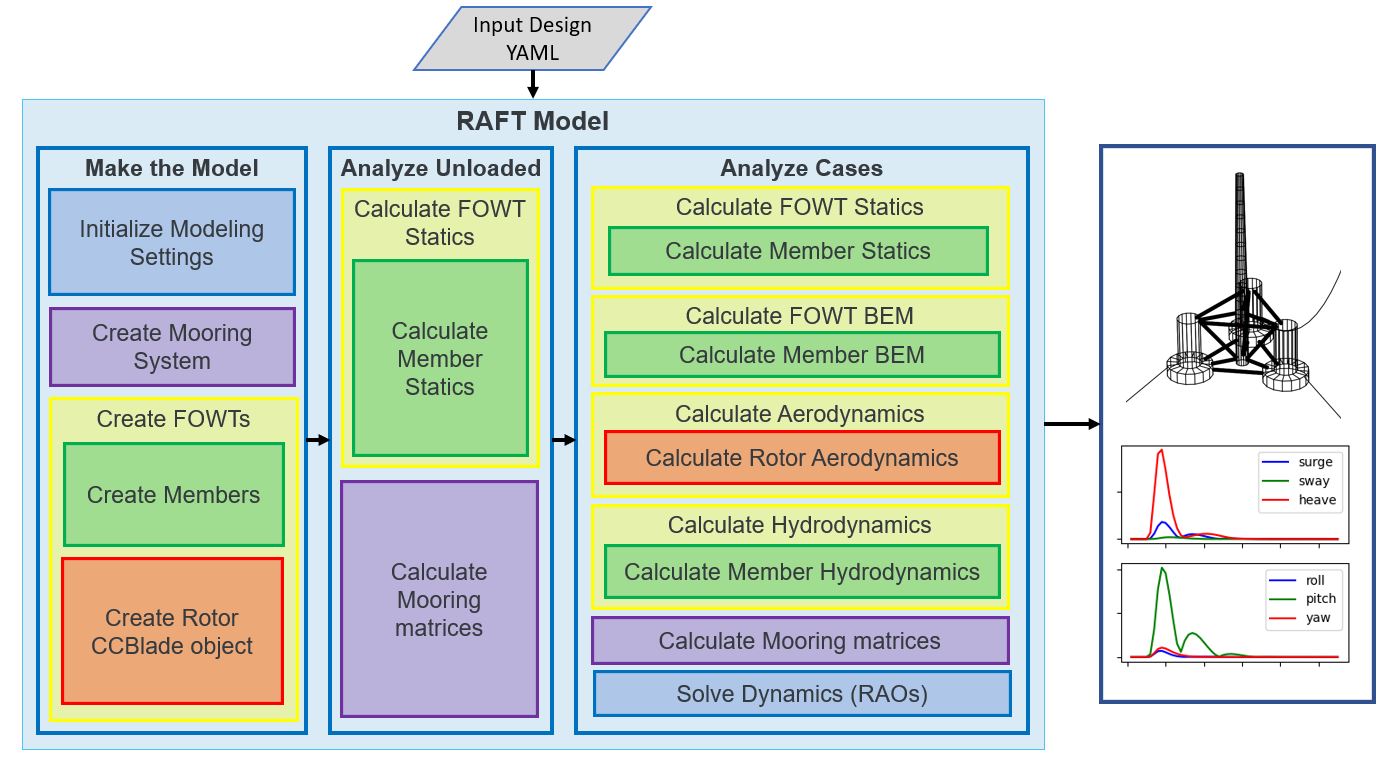 Input Design
YAML
RAFT Model
Make the Model
Initialize Modeling
Settings
Create Mooring
System
Create FOWTs
Create Members
Create Rotor
CCBlade object
Analyze Unloaded
Calculate FOWT
Statics
Calculate
Member
Statics
Calculate
Mooring
matrices
Analyze Cases
Calculate FOWT Statics
Calculate Member Statics
Calculate FOWT BEM
Calculate Member BEM
Calculate Aerodynamics
Calculate Rotor Aerodynamics
Calculate Hydrodynamics
Calculate Member Hydrodynamics
Calculate Mooring matrices
Solve Dynamics (RAOs)
surge
sway
heave
roll
pitch
yaw